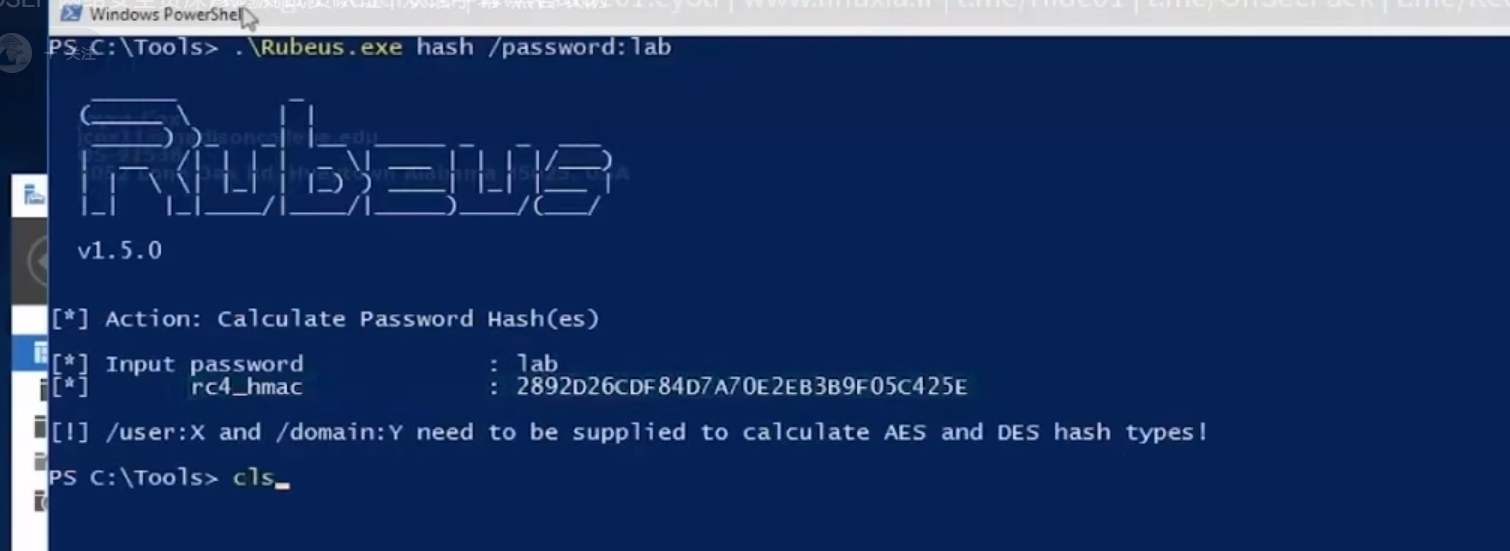 Windows PowerShell
PS C:\Tools> .\Rubeus.exe hash /password:lab
关注
v1.5.0
[*] Action: Calculate Password Hash(es)
[*] Input password : lab
[*] rc4_hmac : 2892D26CDF84D7A70E2EB3B9F05C425E
[!] /user:X and /domain:Y need to be supplied to calculate AES and DES hash types!
PS C:\Tools> cls_